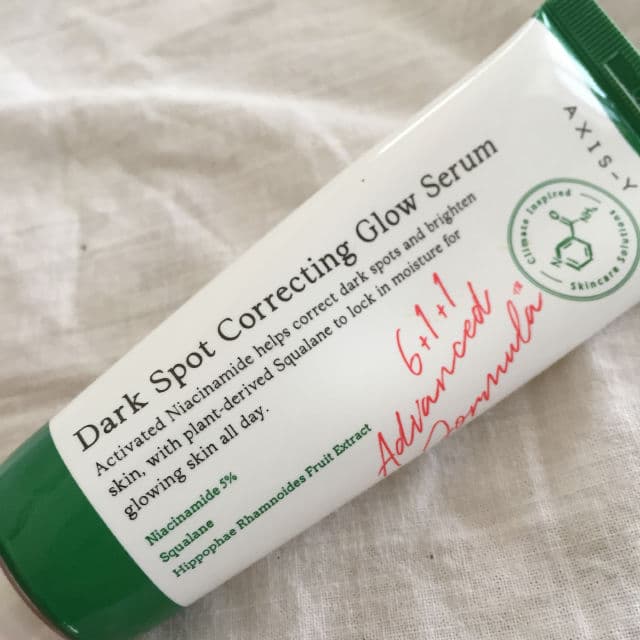 AXIS-Y
Climate Inspired
Skincare Solutions
Dark Spot Correcting Glow Serum
Activated Niacinamide helps correct dark spots and brighten
skin, with plant-derived Squalane to lock in moisture for
glowing skin all day.
6+1+1
Advanced
Formula™
Niacinamide 5%
Squalane
Hippophae Rhamnoides Fruit Extract